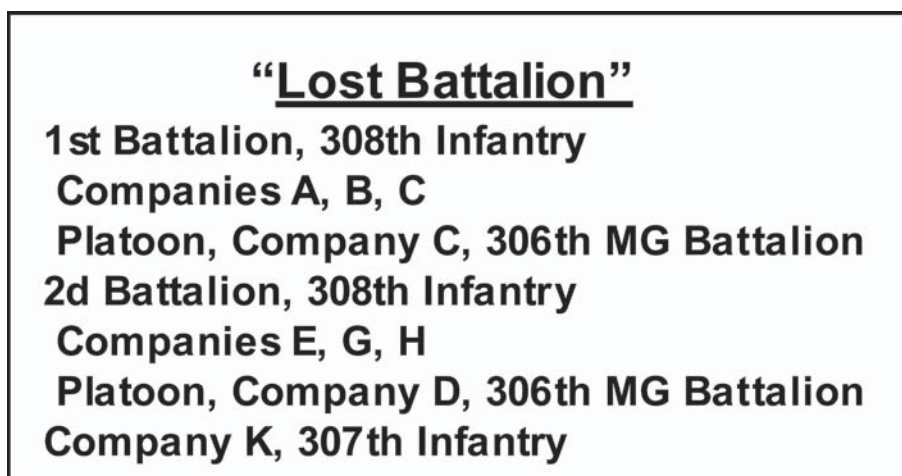 “Lost Battalion”
1st Battalion, 308th Infantry
Companies A, B, C
Platoon, Company C, 306th MG Battalion
2d Battalion, 308th Infantry
Companies E, G, H
Platoon, Company D, 306th MG Battalion
Company K, 307th Infantry